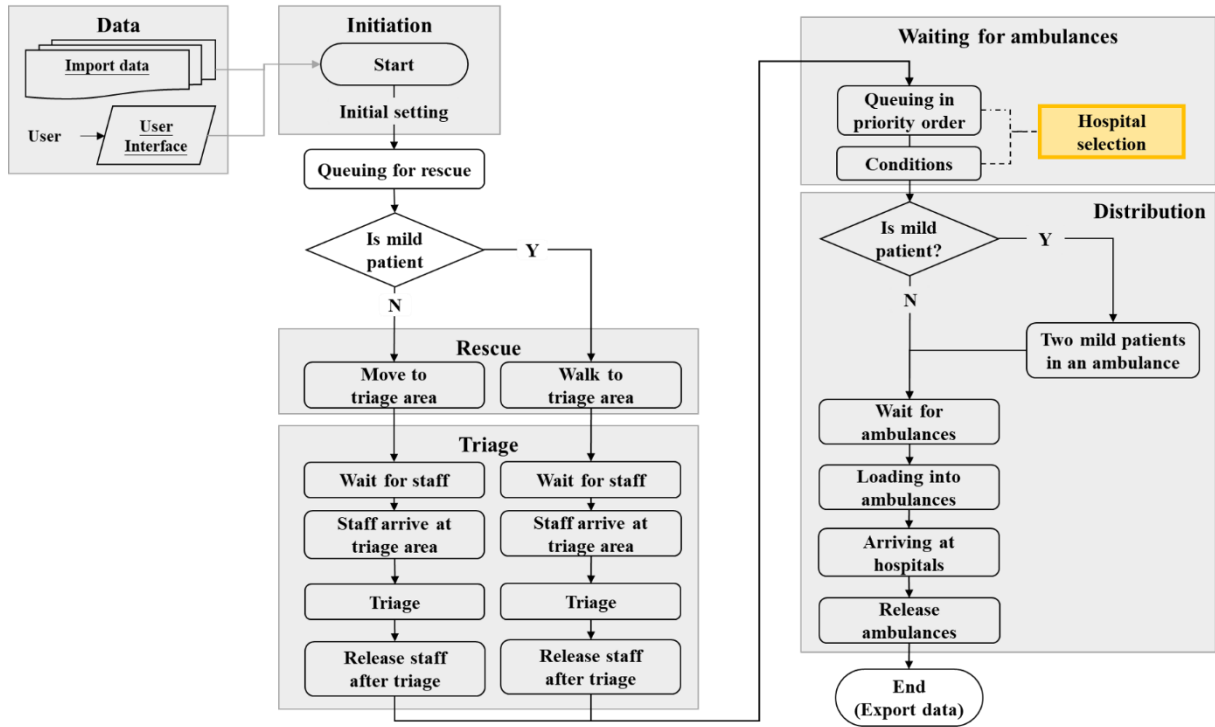 Data
Import data
User
User
Interface
Initiation
Start
Initial setting
Queuing for rescue
Is mild
patient
Y
N
Rescue
Move to
triage area
Walk to
triage area
Triage
Wait for staff
Wait for staff
Staff arrive at
triage area
Staff arrive at
triage area
Triage
Triage
Release staff
after triage
Release staff
after triage
Waiting for ambulances
Queuing in
priority order
Hospital
selection
Conditions
Distribution
Is mild
patient?
Y
N
Two mild patients
in an ambulance
Wait for
ambulances
Loading into
ambulances
Arriving at
hospitals
Release
ambulances
End
(Export data)